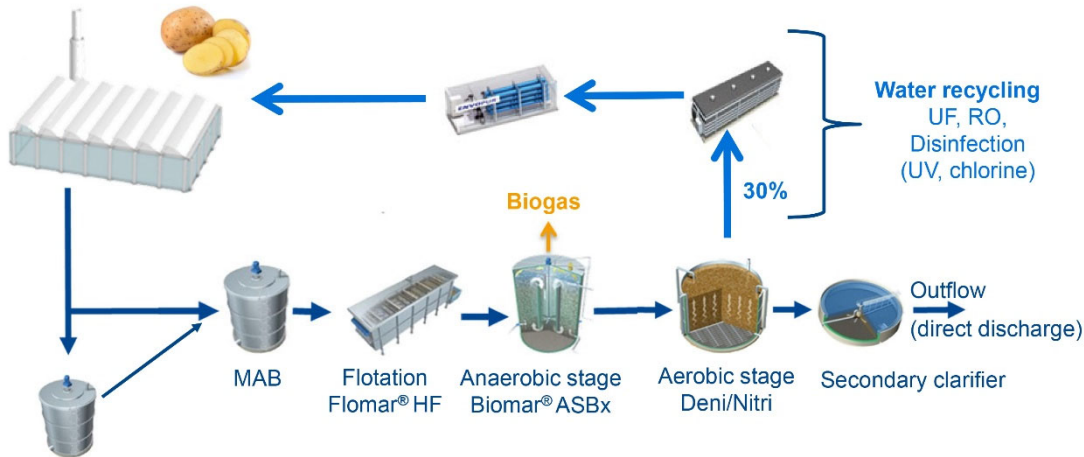 ENVIROPUR
Water recycling
UF, RO,
Disinfection
(UV, chlorine)
30%
Biogas
Outflow
(direct discharge)
MAB
Flotation
Flomar® HF
Anaerobic stage
Biomar® ASBx
Aerobic stage
Deni/Nitri
Secondary clarifier